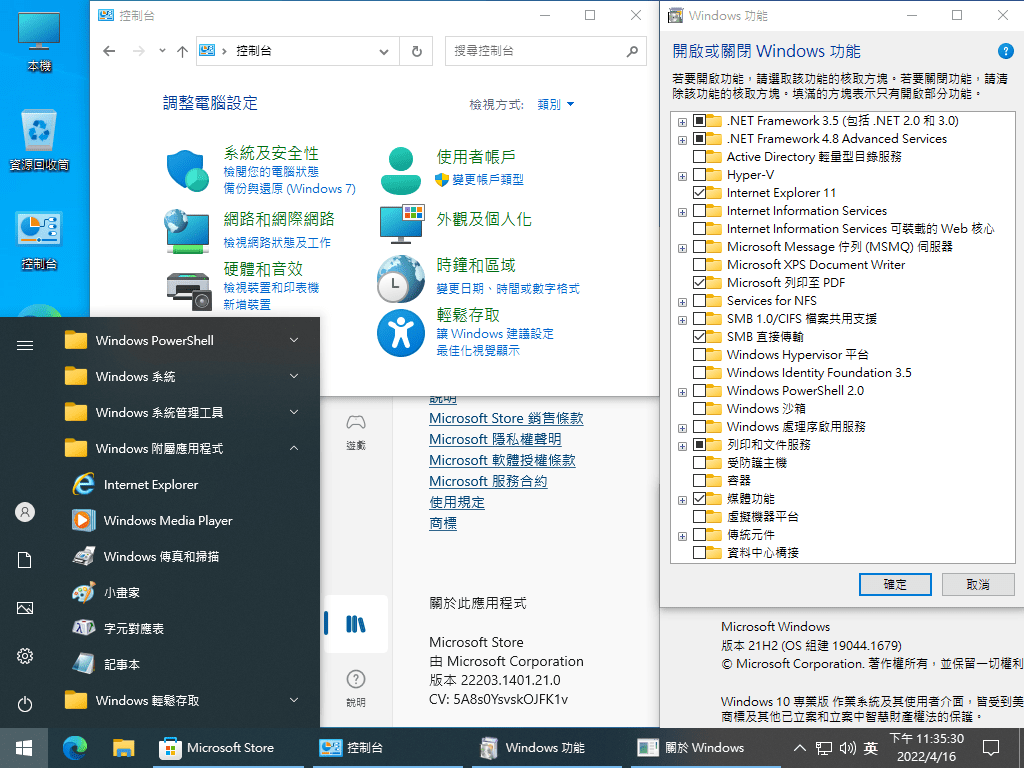 本機
資源回收筒
控制台
控制台
控制台
搜尋控制台
調整電腦設定
檢視方式: 類別
系統及安全性
檢閱您的電腦狀態
備份與還原 (Windows 7)
網路和網際網路
檢視網路狀態及工作
硬體和音效
檢視裝置和印表機
新增裝置
使用者帳戶
變更帳戶類型
外觀及個人化
時鐘和區域
變更日期、時間或數字格式
輕鬆存取
讓 Windows 建議設定
最佳化視覺顯示
Windows 功能
開啟或關閉 Windows 功能
若要開啟功能，請選取該功能的核取方塊。若要關閉功能，請清
除該功能的核取方塊。填滿的方塊表示只有開啟部分功能。
.NET Framework 3.5 (包括 .NET 2.0 和 3.0)
.NET Framework 4.8 Advanced Services
Active Directory 輕量型目錄服務
Hyper-V
Internet Explorer 11
Internet Information Services
Internet Information Services 可裝載的 Web 核心
Microsoft Message 佇列 (MSMQ) 伺服器
Microsoft XPS Document Writer
Microsoft 列印至 PDF
Services for NFS
SMB 1.0/CIFS 檔案共用支援
SMB 直接傳輸
Windows Hypervisor 平台
Windows Identity Foundation 3.5
Windows PowerShell 2.0
Windows 沙箱
Windows 處理序啟用服務
列印和文件服務
受防護主機
容器
媒體功能
虛擬機器平台
傳統元件
資料中心橋接
確定
取消
Windows PowerShell
Windows 系統
Windows 系統管理工具
Windows 附屬應用程式
Internet Explorer
Windows Media Player
Windows 傳真和掃描
小畫家
字元對應表
記事本
Windows 輕鬆存取
遊戲
說明
說明
Microsoft Store 銷售條款
Microsoft 隱私權聲明
Microsoft 軟體授權條款
Microsoft 服務合約
使用規定
商標
關於此應用程式
Microsoft Store
由 Microsoft Corporation
版本 22203.1401.21.0
CV: 5A8s0YsvskOJFK1v
Microsoft Windows
版本 21H2 (OS 組建 19044.1679)
© Microsoft Corporation. 著作權所有，並保留一切權利
Windows 10 專業版 作業系統及其使用者介面，皆受到美
商標及其他已立案和立案中智慧財產權法的保護。
Microsoft Store
控制台
Windows 功能
關於 Windows
英
下午 11:35:30
2022/4/16